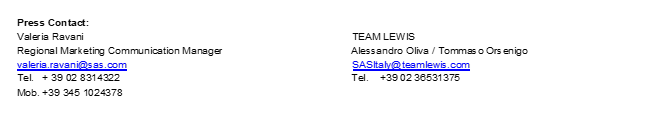 Press Contact:
Valeria Ravani
Regional Marketing Communication Manager
valeria.ravani@sas.com
Tel. + 39 02 8314322
Mob. +39 345 1024378
TEAM LEWIS
Alessandro Oliva / Tommaso Orsenigo
SASItaly@teamlewis.com
Tel. +39 02 36531375